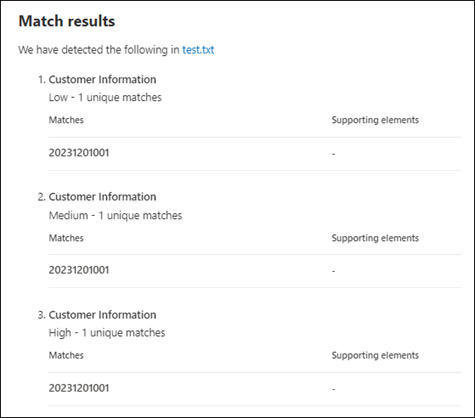 Match results
We have detected the following in test.txt
1. Customer Information
Low - 1 unique matches
Matches Supporting elements
20231201001 -
2. Customer Information
Medium - 1 unique matches
Matches Supporting elements
20231201001 -
3. Customer Information
High - 1 unique matches
Matches Supporting elements
20231201001 -